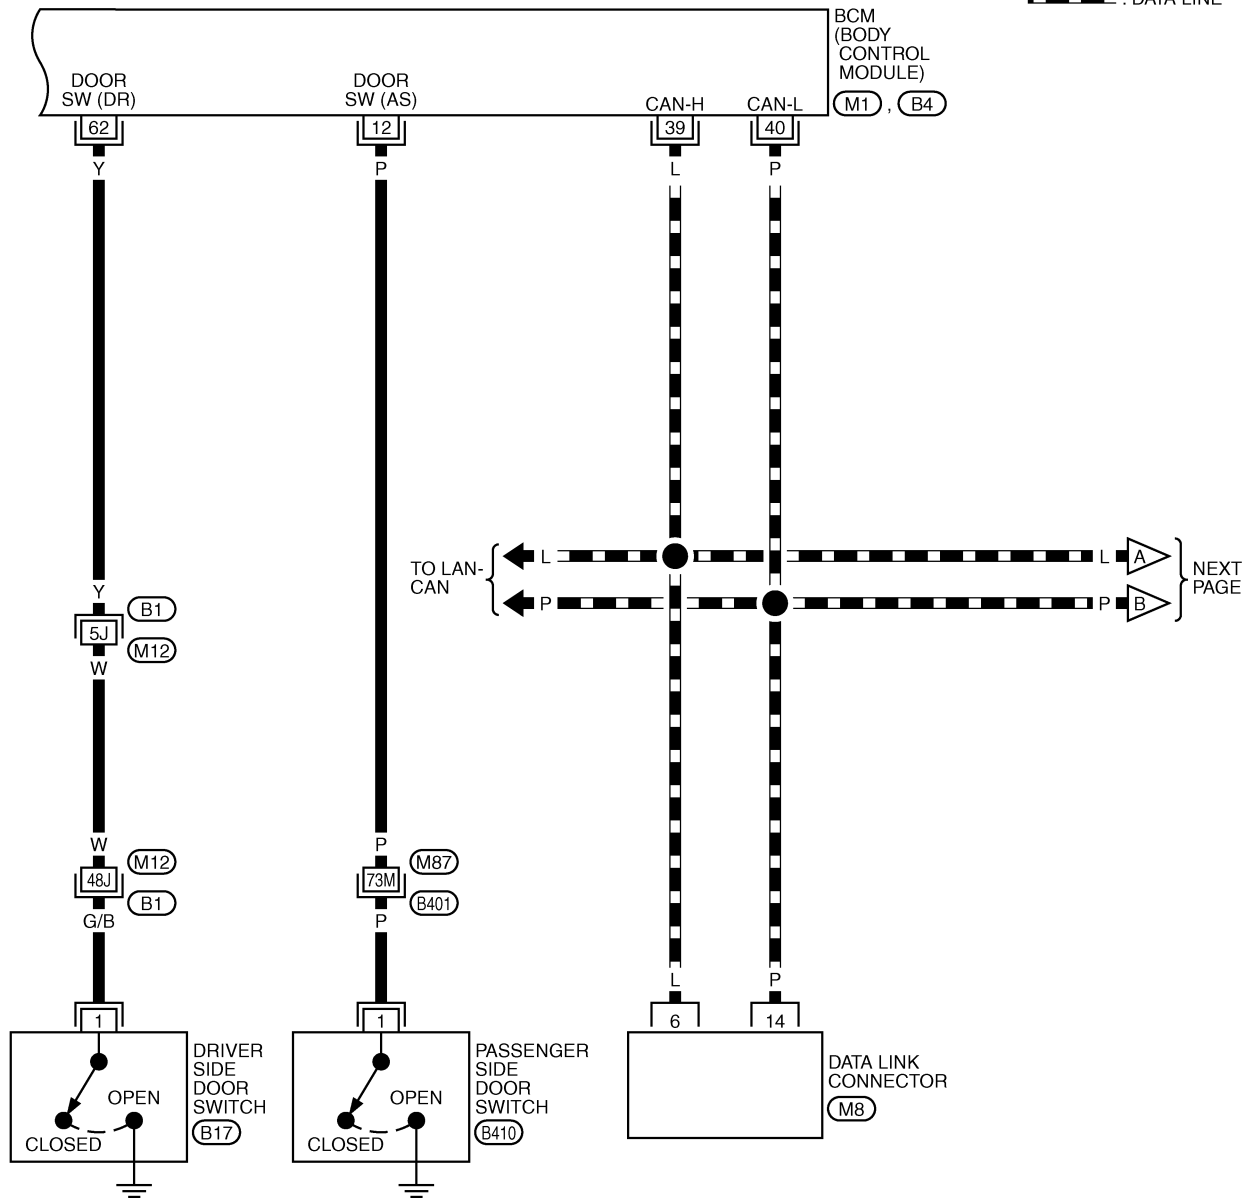 : DATA LINE
BCM
(BODY
CONTROL
MODULE)
M1 , B4
DOOR
SW (DR)
DOOR
SW (AS)
CAN-H
CAN-L
62
12
39
40
Y
P
L
P
TO LAN-
CAN
L
L
A
P
P
B
NEXT
PAGE
Y
B1
5J
M12
W
W
M12
48J
B1
G/B
P
M87
73M
B401
P
L
P
1
1
6
14
DRIVER
SIDE
DOOR
SWITCH
B17
OPEN
CLOSED
PASSENGER
SIDE
DOOR
SWITCH
B410
OPEN
CLOSED
DATA LINK
CONNECTOR
M8